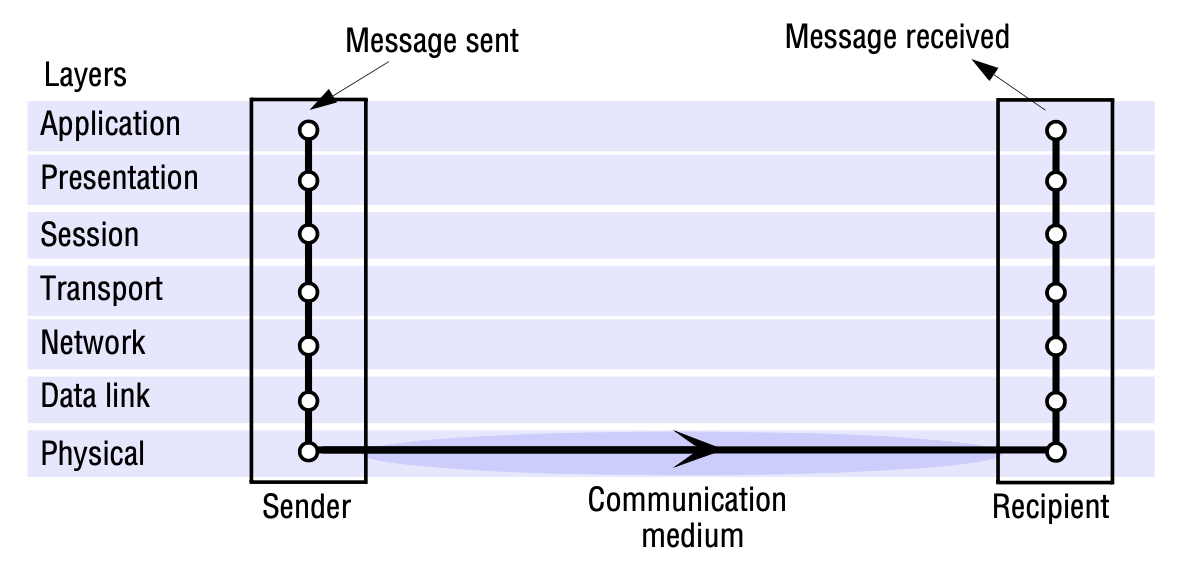 Message sent
Message received
Layers
Application
Presentation
Session
Transport
Network
Data link
Physical
Sender
Communication
medium
Recipient